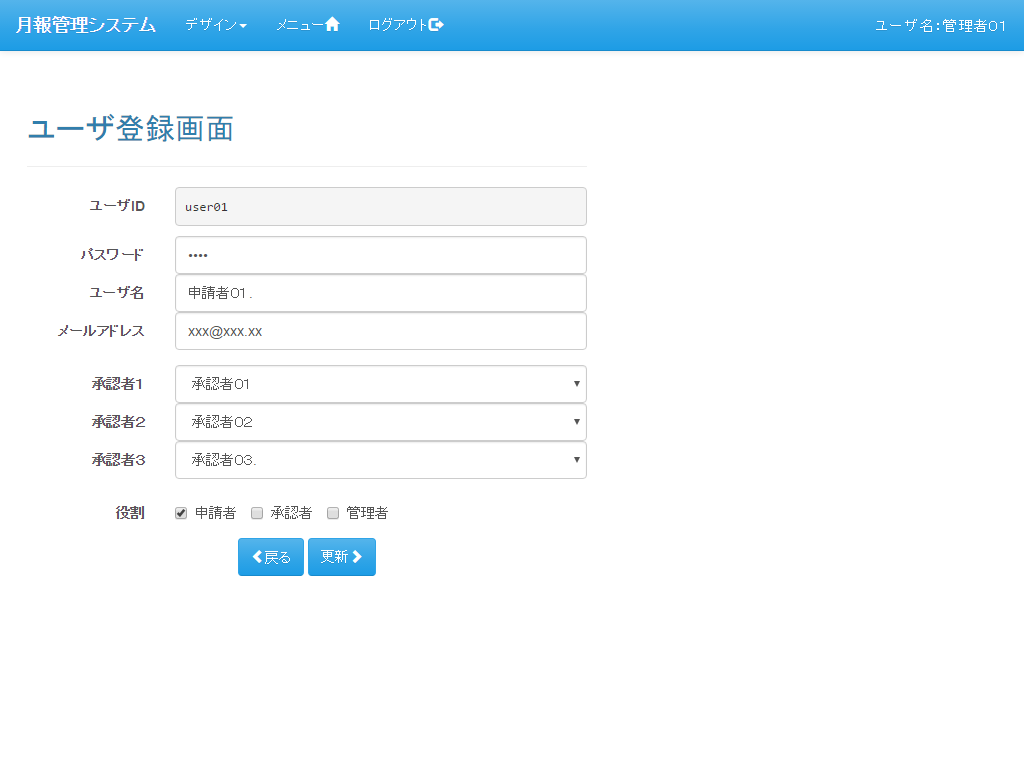 月報管理システム デザイン メニュー ログアウト ユーザ名:管理者01
ユーザ登録画面
ユーザID user01
パスワード ••••
ユーザ名 申請者01.
メールアドレス xxx@xxx.xx
承認者1 承認者01
承認者2 承認者02
承認者3 承認者03.
役割 申請者 承認者 管理者
戻る 更新